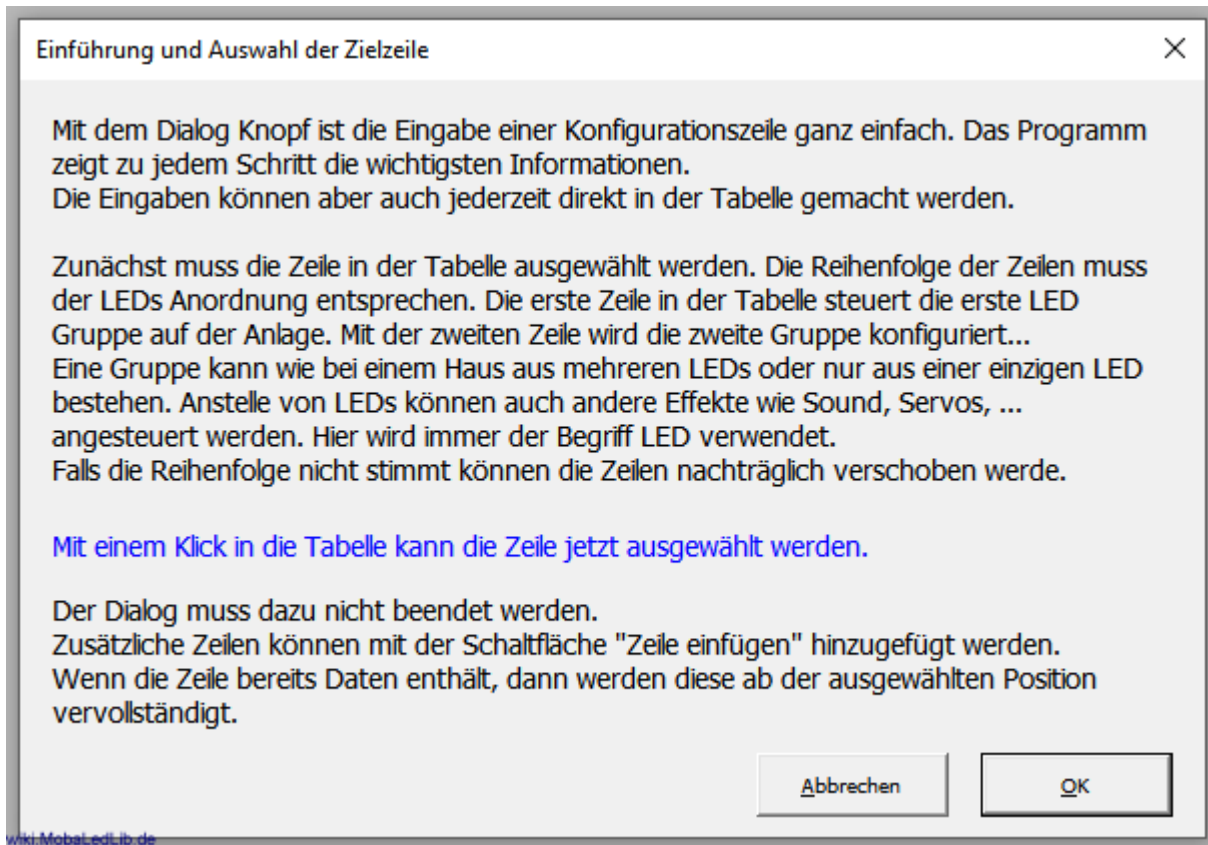 Einführung und Auswahl der Zielzeile
Mit dem Dialog Knopf ist die Eingabe einer Konfigurationszeile ganz einfach. Das Programm
zeigt zu jedem Schritt die wichtigsten Informationen.
Die Eingaben können aber auch jederzeit direkt in der Tabelle gemacht werden.
Zunächst muss die Zeile in der Tabelle ausgewählt werden. Die Reihenfolge der Zeilen muss
der LEDs Anordnung entsprechen. Die erste Zeile in der Tabelle steuert die erste LED
Gruppe auf der Anlage. Mit der zweiten Zeile wird die zweite Gruppe konfiguriert...
Eine Gruppe kann wie bei einem Haus aus mehreren LEDs oder nur aus einer einzigen LED
bestehen. Anstelle von LEDs können auch andere Effekte wie Sound, Servos, ...
angesteuert werden. Hier wird immer der Begriff LED verwendet.
Falls die Reihenfolge nicht stimmt können die Zeilen nachträglich verschoben werde.
Mit einem Klick in die Tabelle kann die Zeile jetzt ausgewählt werden.
Der Dialog muss dazu nicht beendet werden.
Zusätzliche Zeilen können mit der Schaltfläche "Zeile einfügen" hinzugefügt werden.
Wenn die Zeile bereits Daten enthält, dann werden diese ab der ausgewählten Position
vervollständigt.
Abbrechen
OK
wiki.MobaLedLib.de